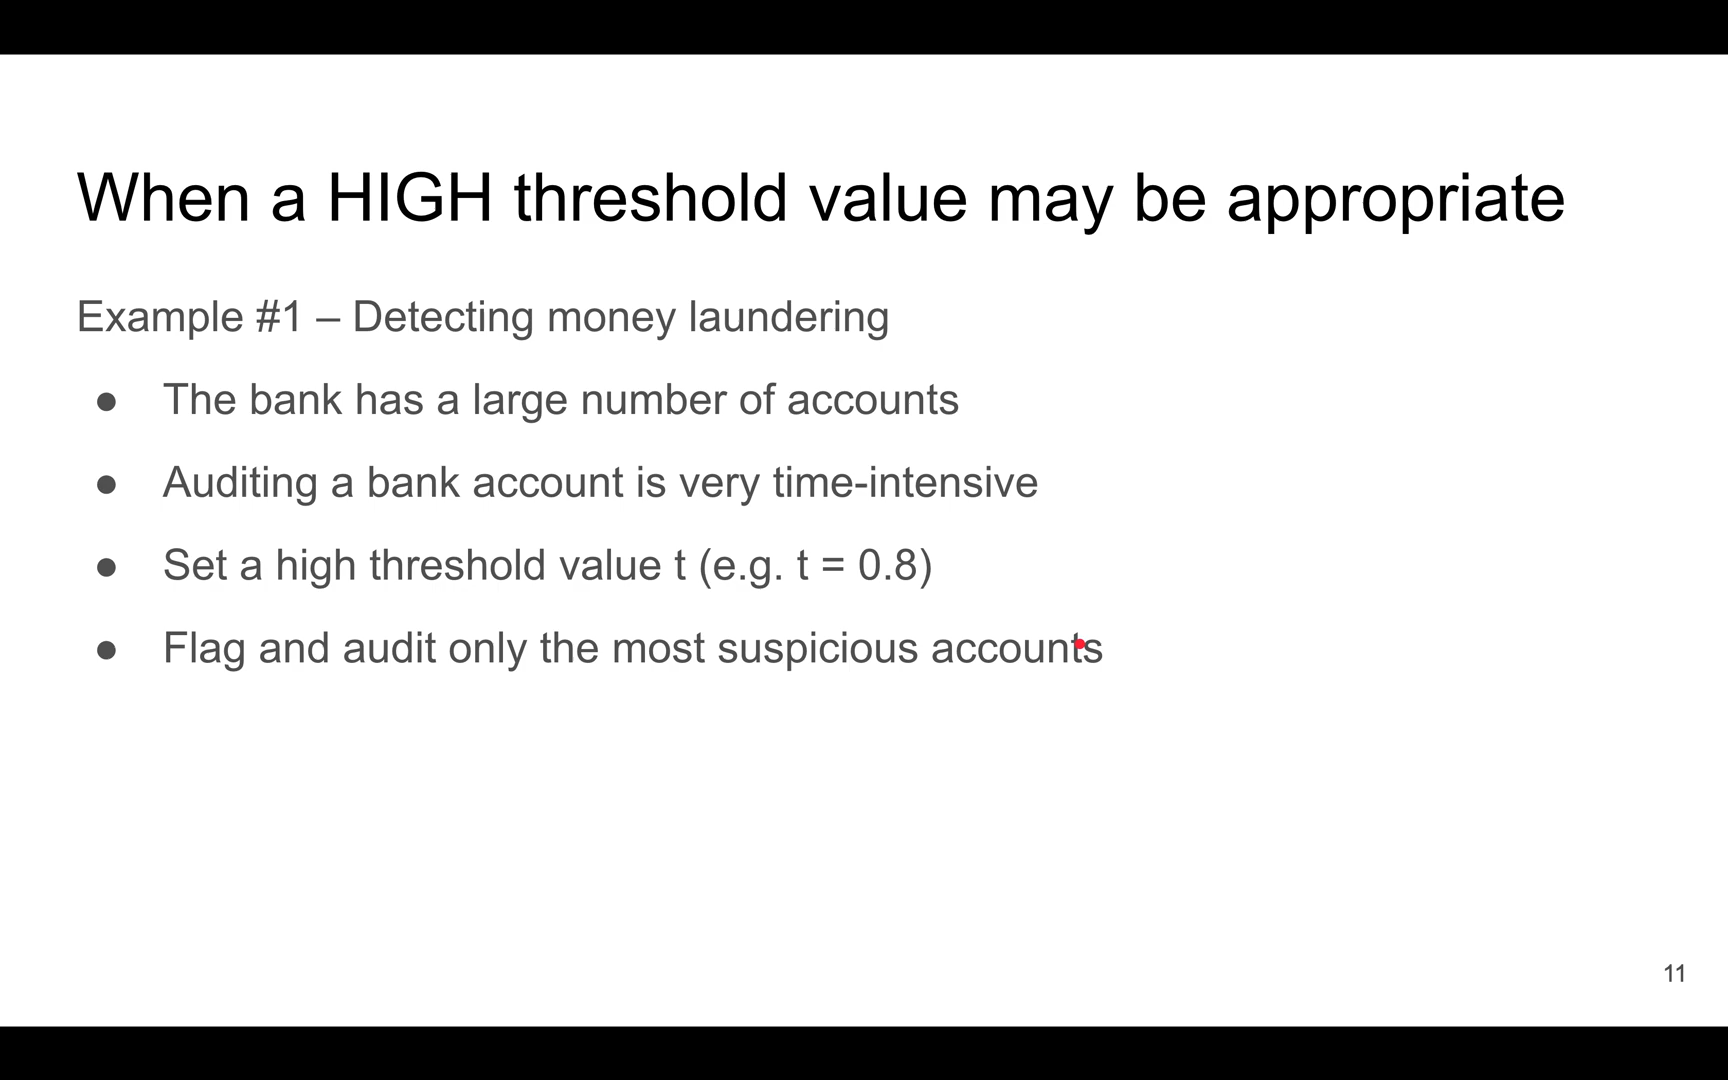 When a HIGH threshold value may be appropriate
Example #1 – Detecting money laundering
● The bank has a large number of accounts
● Auditing a bank account is very time-intensive
● Set a high threshold value t (e.g. t = 0.8)
● Flag and audit only the most suspicious accounts
11